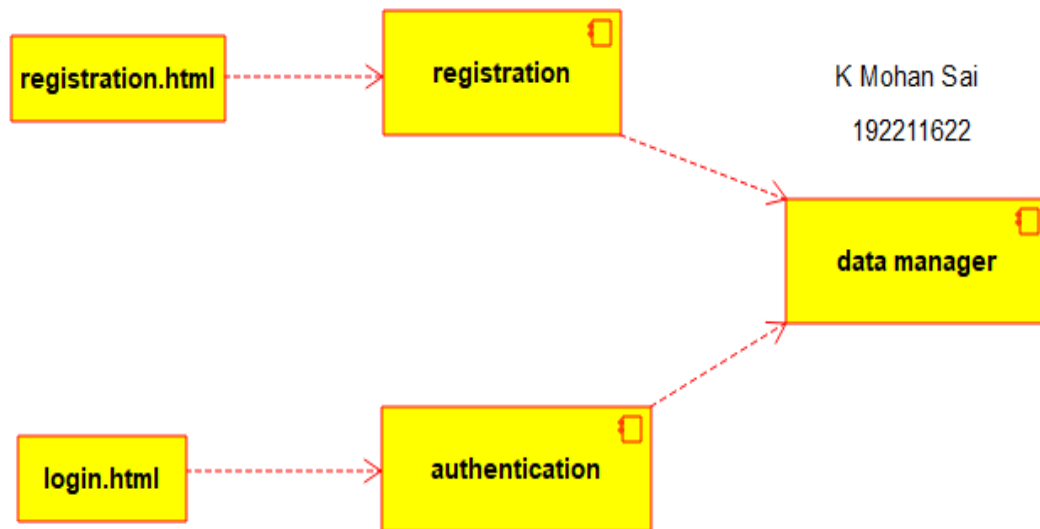 registration.html
registration
K Mohan Sai
192211622
data manager
login.html
authentication